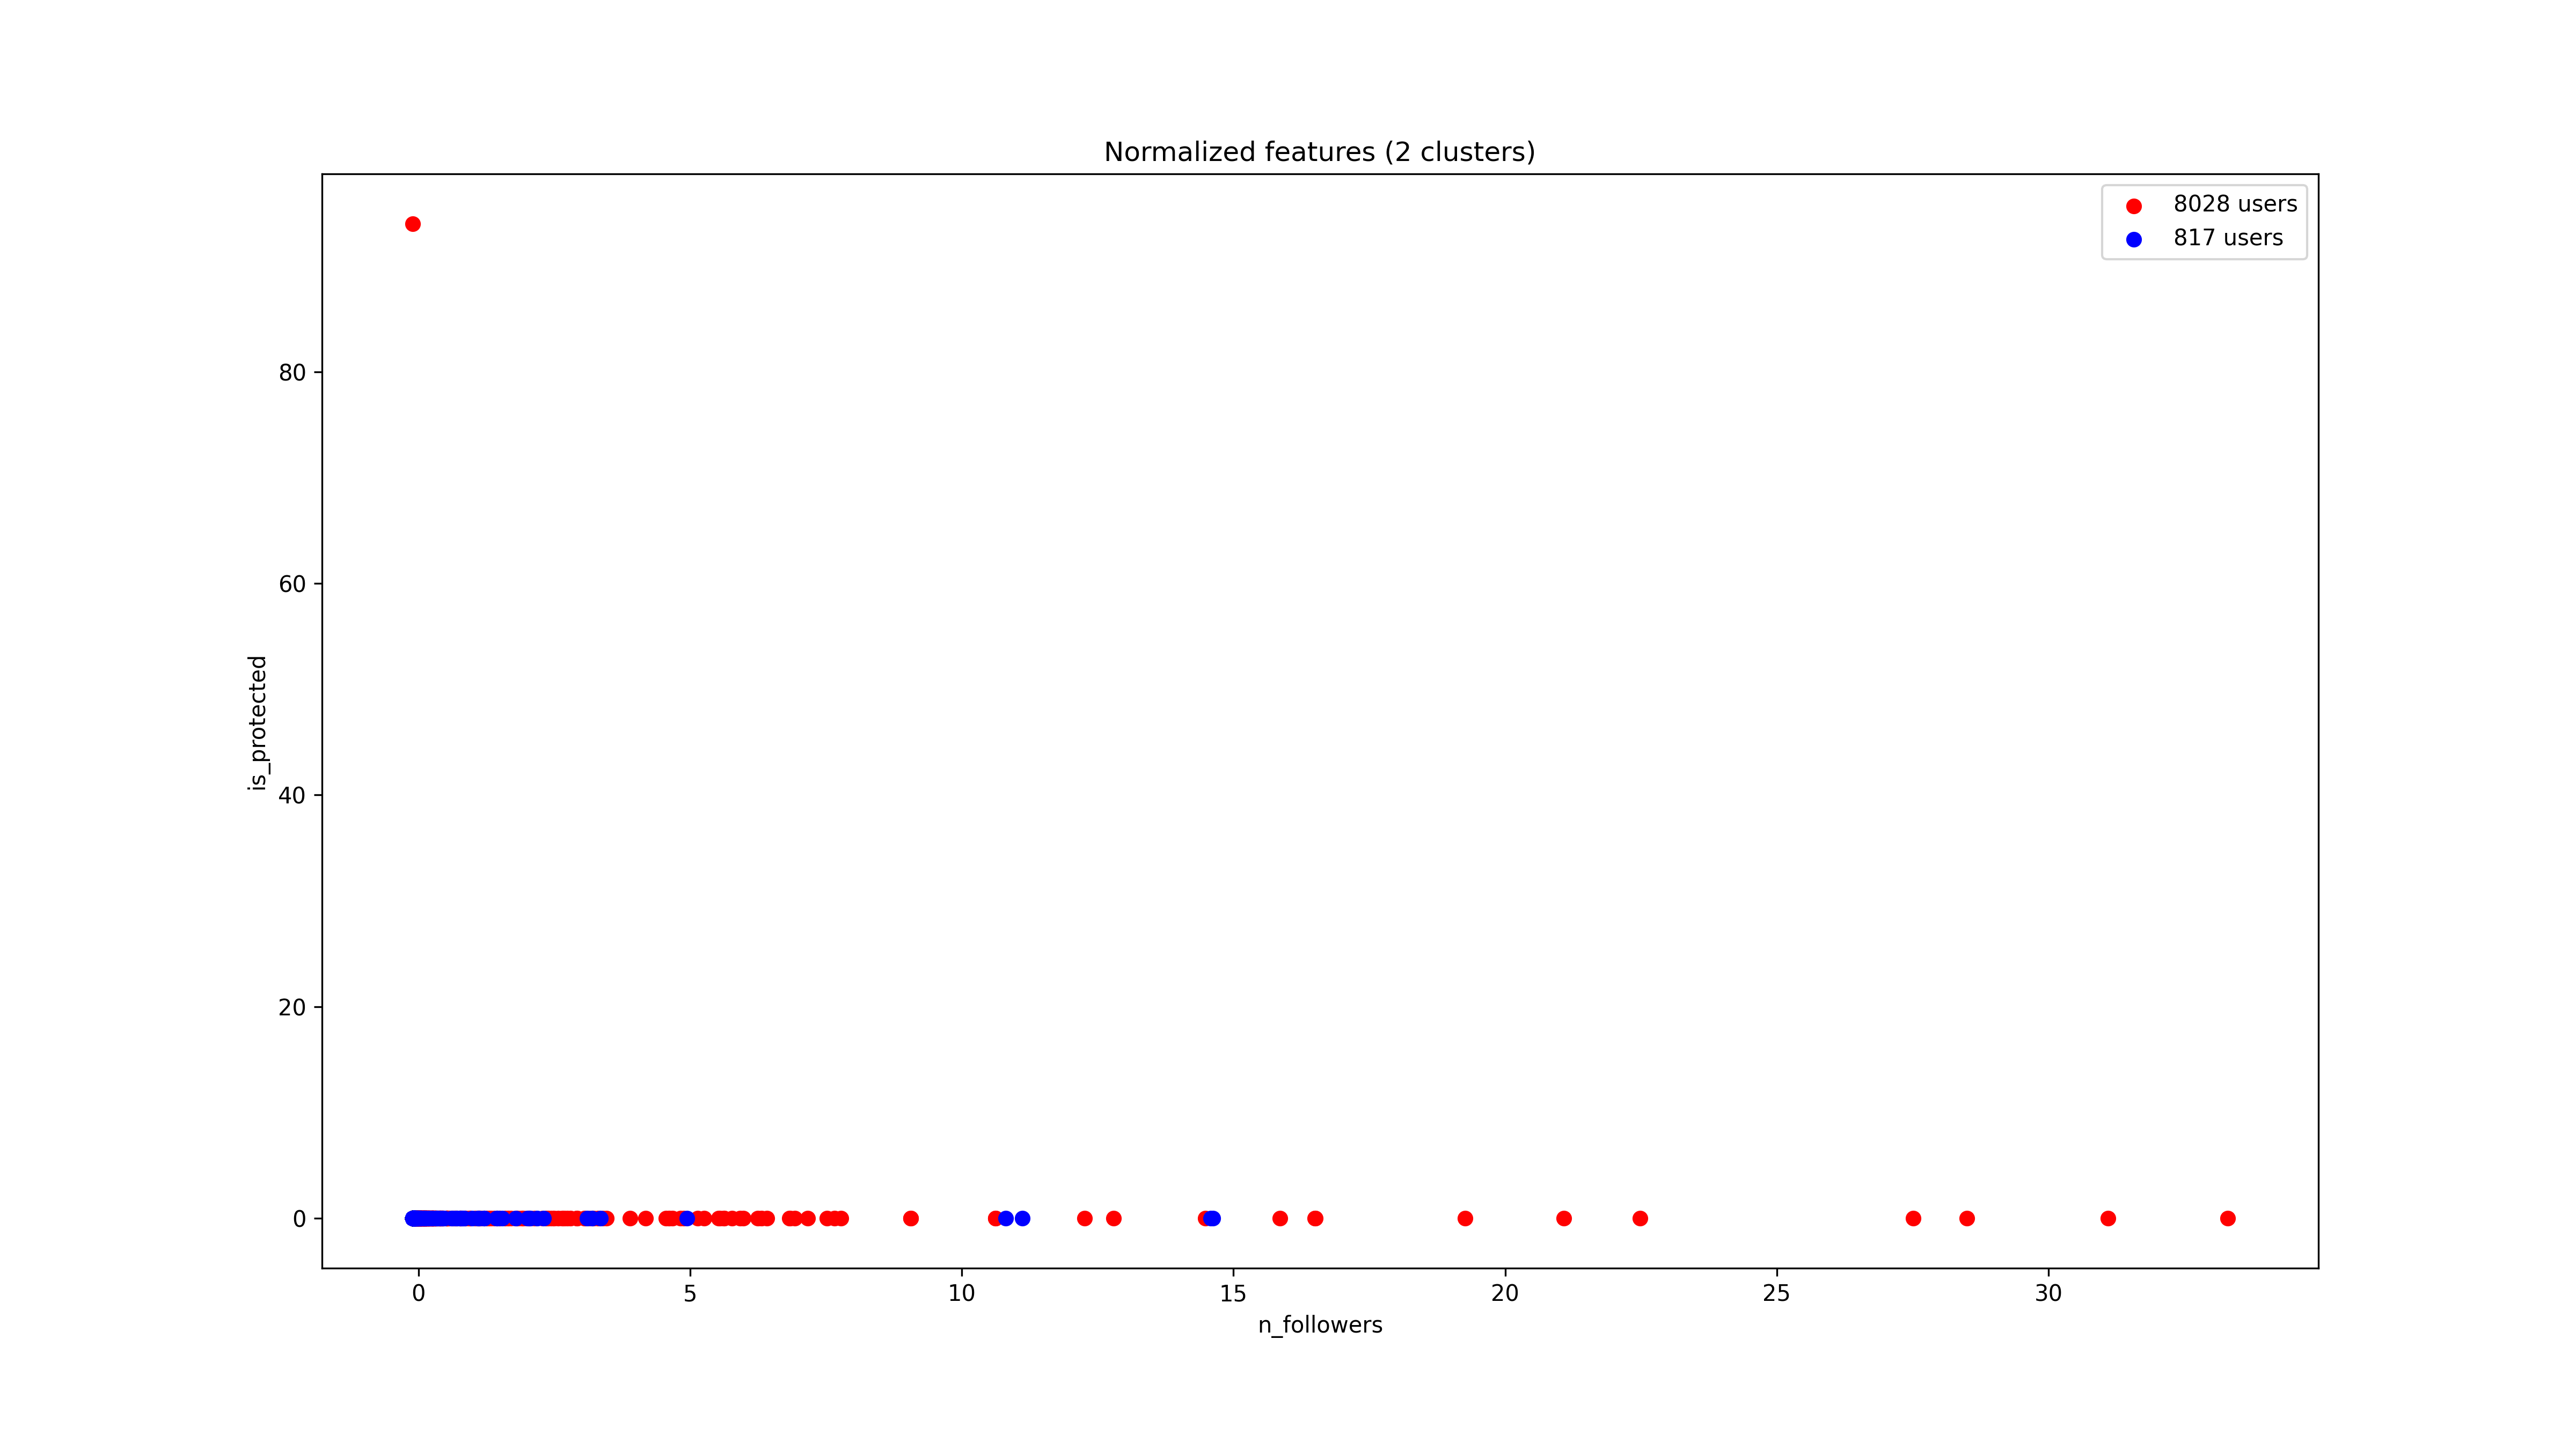 Normalized features (2 clusters)
8028 users
817 users
is_protected
80
60
40
20
0
0 5 10 15 20 25 30
n_followers